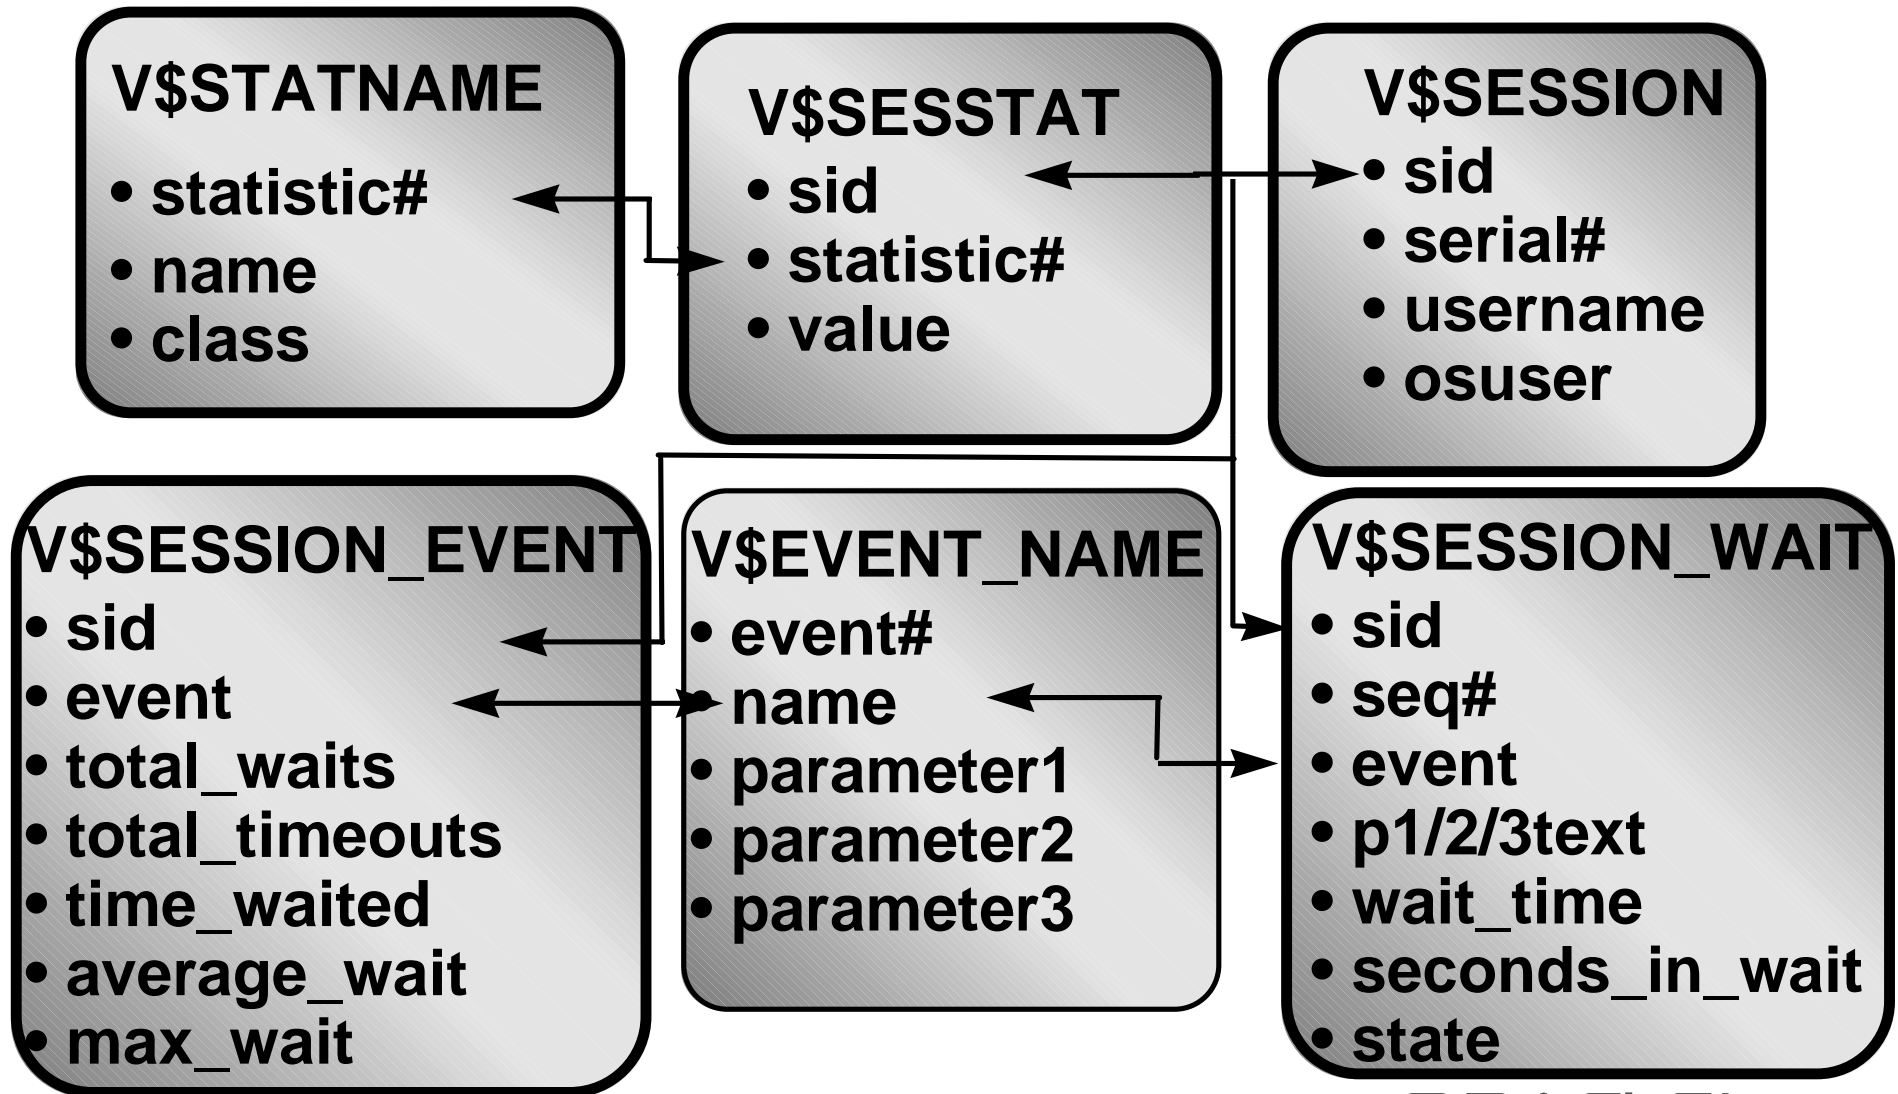 V$STATNAME
• statistic#
• name
• class
V$SESSTAT
• sid
• statistic#
• value
V$SESSION
• sid
• serial#
• username
• osuser
V$SESSION_EVENT
• sid
• event
• total_waits
• total_timeouts
• time_waited
• average_wait
• max_wait
V$EVENT_NAME
• event#
• name
• parameter1
• parameter2
• parameter3
V$SESSION_WAIT
• sid
• seq#
• event
• p1/2/3text
• wait_time
• seconds_in_wait
• state